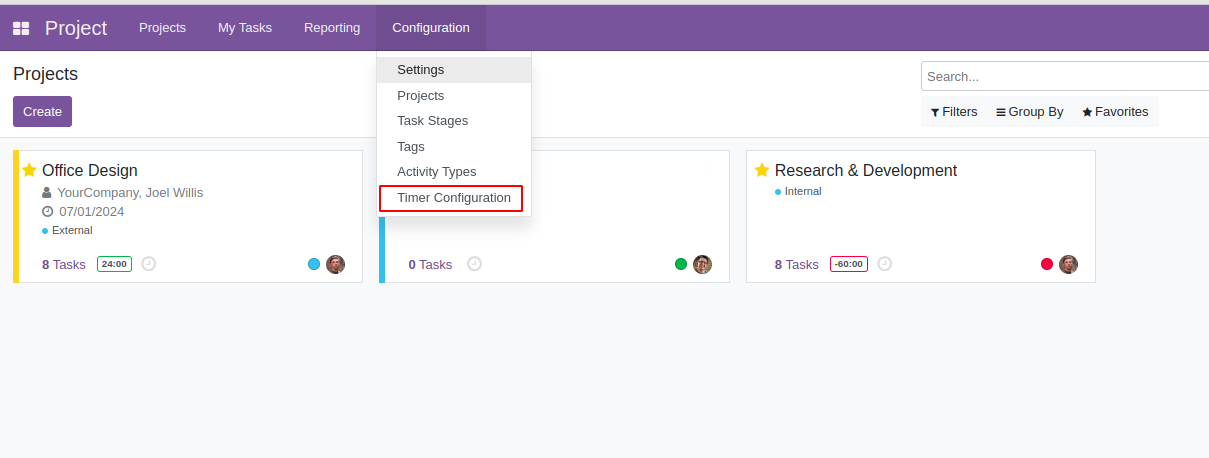 Project
Projects
My Tasks
Reporting
Configuration
Projects
Create
Settings
Projects
Task Stages
Tags
Activity Types
Timer Configuration
Search...
Filters
Group By
Favorites
Office Design
YourCompany, Joel Willis
07/01/2024
External
8 Tasks 24:00
0 Tasks
Research & Development
Internal
8 Tasks -60:00